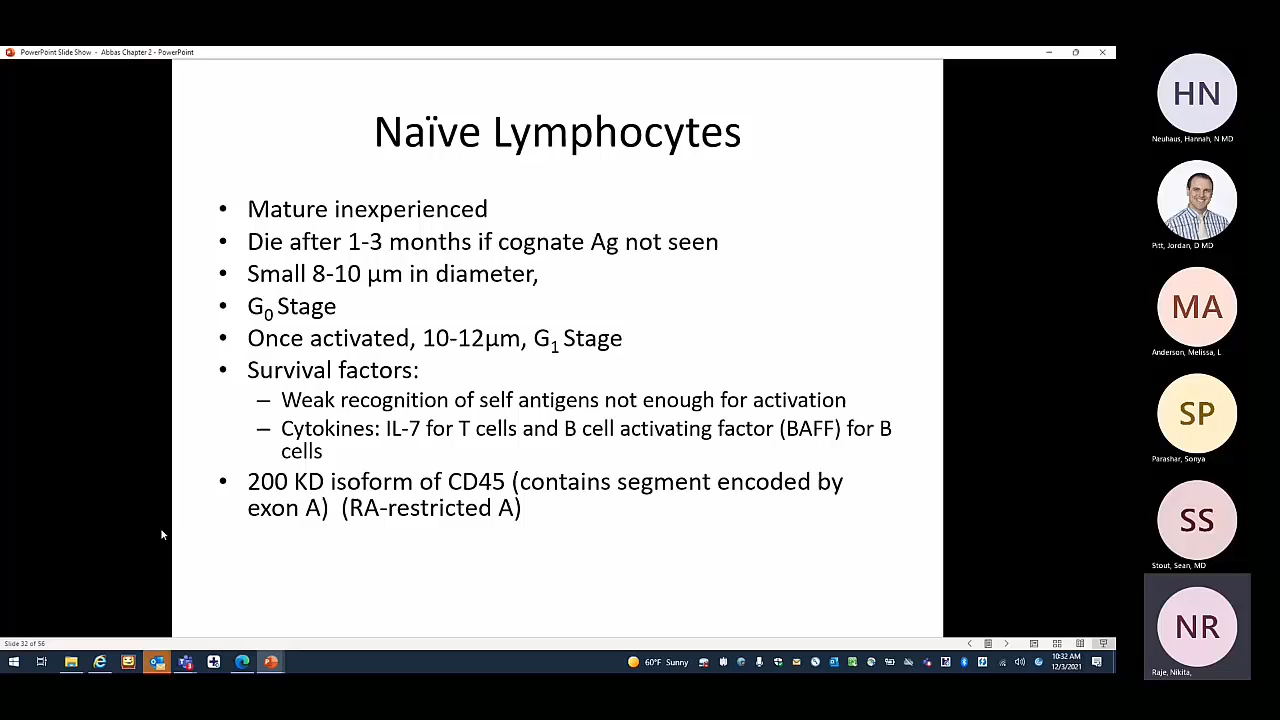 PowerPoint Slide Show - Abbas Chapter 2 - PowerPoint
Naïve Lymphocytes
• Mature inexperienced
• Die after 1-3 months if cognate Ag not seen
• Small 8-10 µm in diameter,
• G0 Stage
• Once activated, 10-12µm, G1 Stage
• Survival factors:
– Weak recognition of self antigens not enough for activation
– Cytokines: IL-7 for T cells and B cell activating factor (BAFF) for B
cells
• 200 KD isoform of CD45 (contains segment encoded by
exon A) (RA-restricted A)
Slide 32 of 56
60°F Sunny
10:32 AM
12/3/2021
HN
Neuhaus, Hannah, N MD
Pitt, Jordan, D MD
MA
Anderson, Melissa, L
SP
Parashar, Sonya
SS
Stout, Sean, MD
NR
Raje, Nikita,